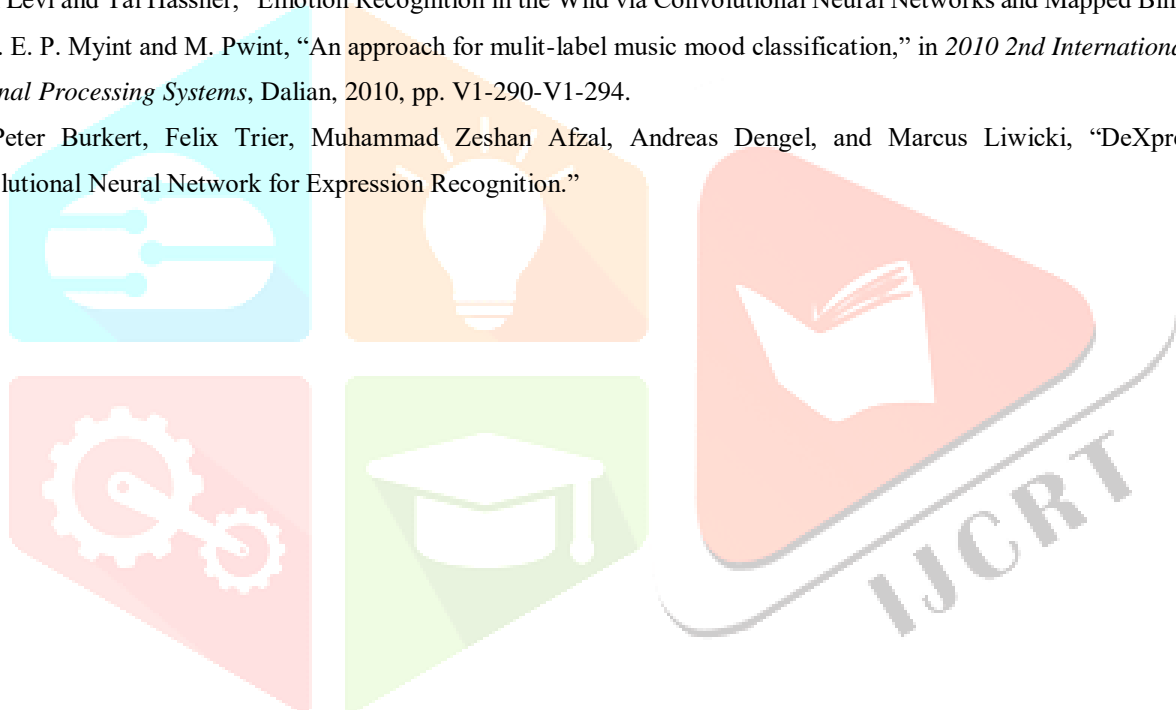 Levi and Tal Hassner, “Emotion Recognition in the Wild via Convolutional Neural Networks and Mapped
. E. P. Myint and M. Pwint, “An approach for mulit-label music mood classification,” in 2010 2nd Internationa
nal Processing Systems, Dalian, 2010, pp. V1-290-V1-294.
Peter Burkert, Felix Trier, Muhammad Zeshan Afzal, Andreas Dengel, and Marcus Liwicki, “DeXpr
lutional Neural Network for Expression Recognition.”
IJCRT